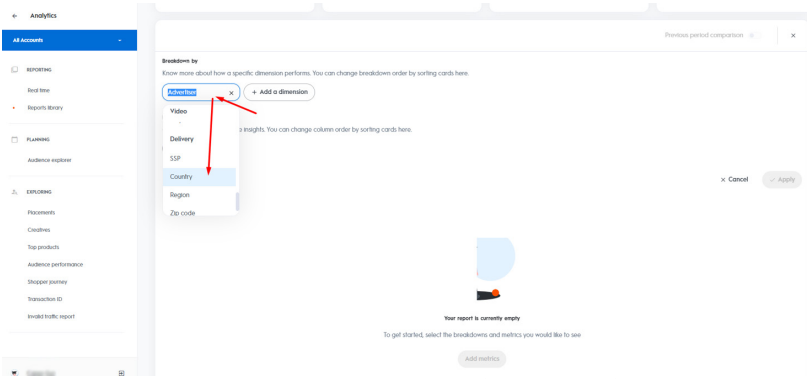 Analytics
All Accounts
REPORTING
Real time
Reports library
PLANNING
Audience explorer
EXPLORING
Placements
Creatives
Top products
Audience performance
Shopper journey
Transaction ID
Invalid traffic report
Previous period comparison
Breakdown by
Know more about how a specific dimension performs. You can change breakdown order by sorting cards here.
Advertiser × + Add a dimension
Video
insights. You can change column order by sorting cards here.
Delivery
SSP
Country
Region
Zip code
× Cancel Apply
Your report is currently empty
To get started, select the breakdowns and metrics you would like to see
Add metrics